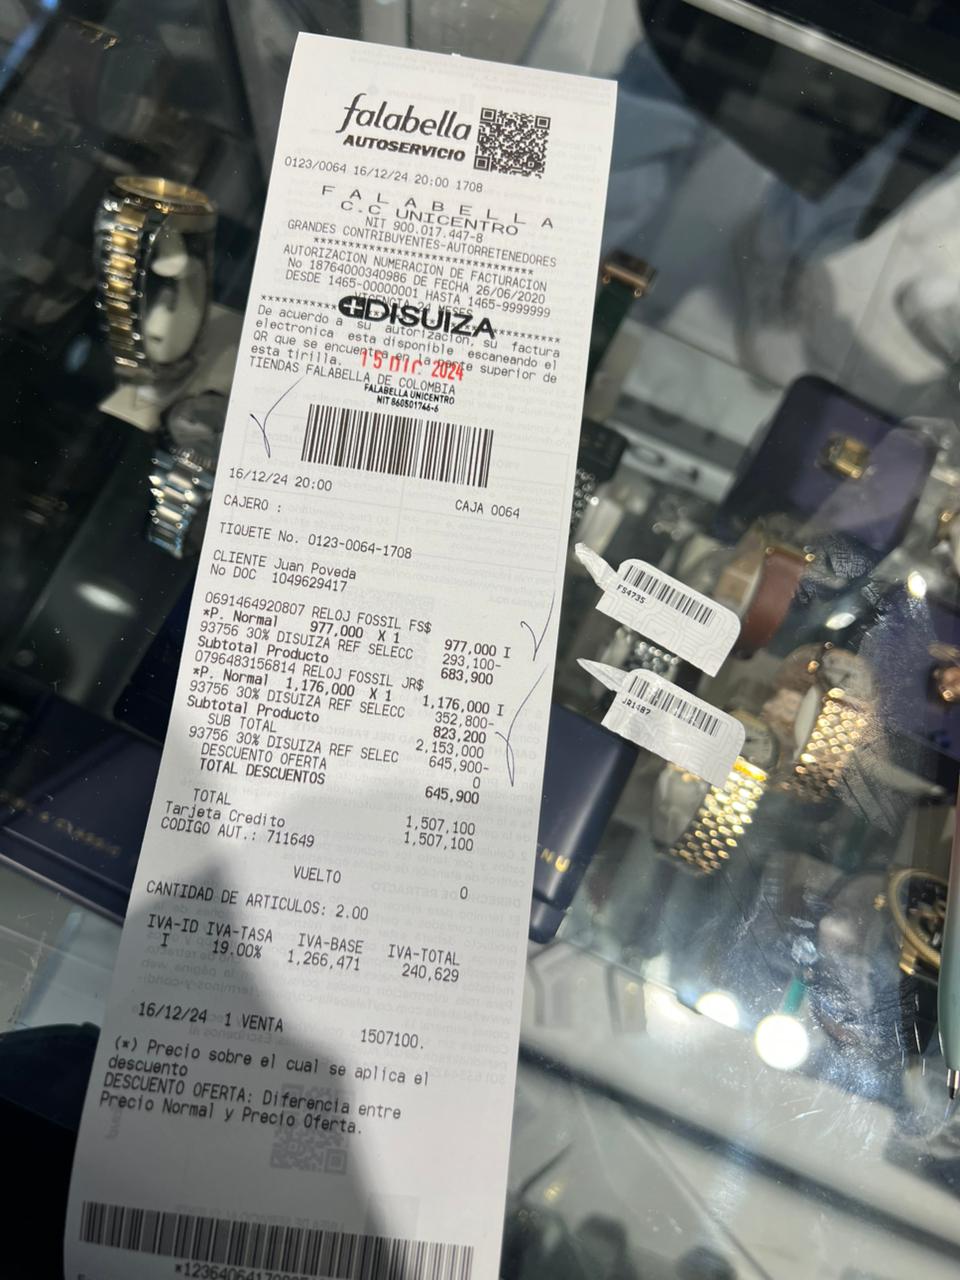 falabella
AUTOSERVICIO
0123/0064 16/12/24 20:00 1708
F A L A B E L L A
C.C UNICENTRO
NIT 900.017.447-8
GRANDES CONTRIBUYENTES-AUTORRETENEDORES
********************************
AUTORIZACION NUMERACION DE FACTURACION
No 18764000340986 DE FECHA 26/06/2020
DESDE 1465-00000001 HASTA 1465-9999999
VIGENCIA 24 MESES
DISUIZA
De acuerdo a su autorización, su factura
electronica esta disponible escaneando el
QR que se encuentra en la parte superior de
esta tirilla.
15 DIC. 2024
TIENDAS FALABELLA DE COLOMBIA
FALABELLA UNICENTRO
NIT 860501746-6
16/12/24 20:00
CAJERO : CAJA 0064
TIQUETE No. 0123-0064-1708
CLIENTE Juan Poveda
No DOC 1049629417
0691464920807 RELOJ FOSSIL FS$
*P. Normal 977,000 X 1 977,000 I
93756 30% DISUIZA REF SELECC 293,100-
Subtotal Producto 683,900
0796483156814 RELOJ FOSSIL JR$
*P. Normal 1,176,000 X 1 1,176,000 I
93756 30% DISUIZA REF SELECC 352,800-
Subtotal Producto 823,200
SUB TOTAL 2,153,000
93756 30% DISUIZA REF SELEC 645,900-
DESCUENTO OFERTA 0
TOTAL DESCUENTOS 645,900
TOTAL 1,507,100
Tarjeta Credito 1,507,100
CODIGO AUT.: 711649
VUELTO 0
CANTIDAD DE ARTICULOS: 2.00
IVA-ID IVA-TASA IVA-BASE IVA-TOTAL
I 19.00% 1,266,471 240,629
16/12/24 1 VENTA 1507100.
(*) Precio sobre el cual se aplica el
descuento
DESCUENTO OFERTA: Diferencia entre
Precio Normal y Precio Oferta.
FS4735
JR1487